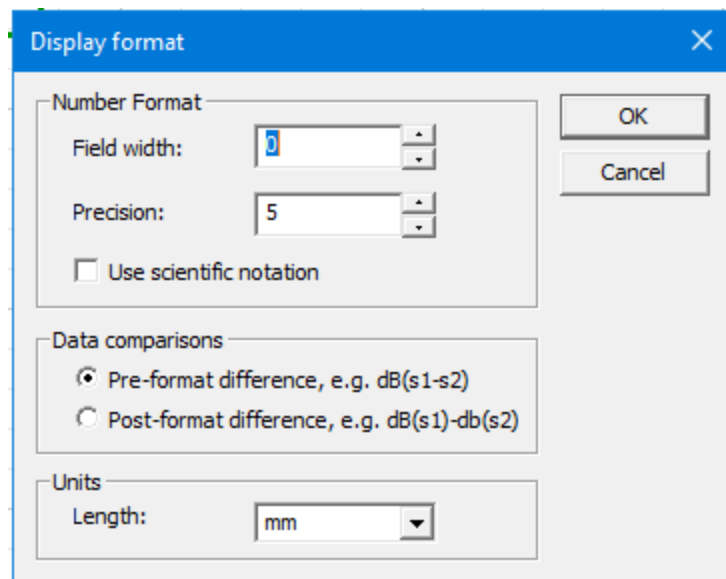 Display format
Number Format
Field width: 0
Precision: 5
Use scientific notation
OK
Cancel
Data comparisons
Pre-format difference, e.g. dB(s1-s2)
Post-format difference, e.g. dB(s1)-db(s2)
Units
Length: mm